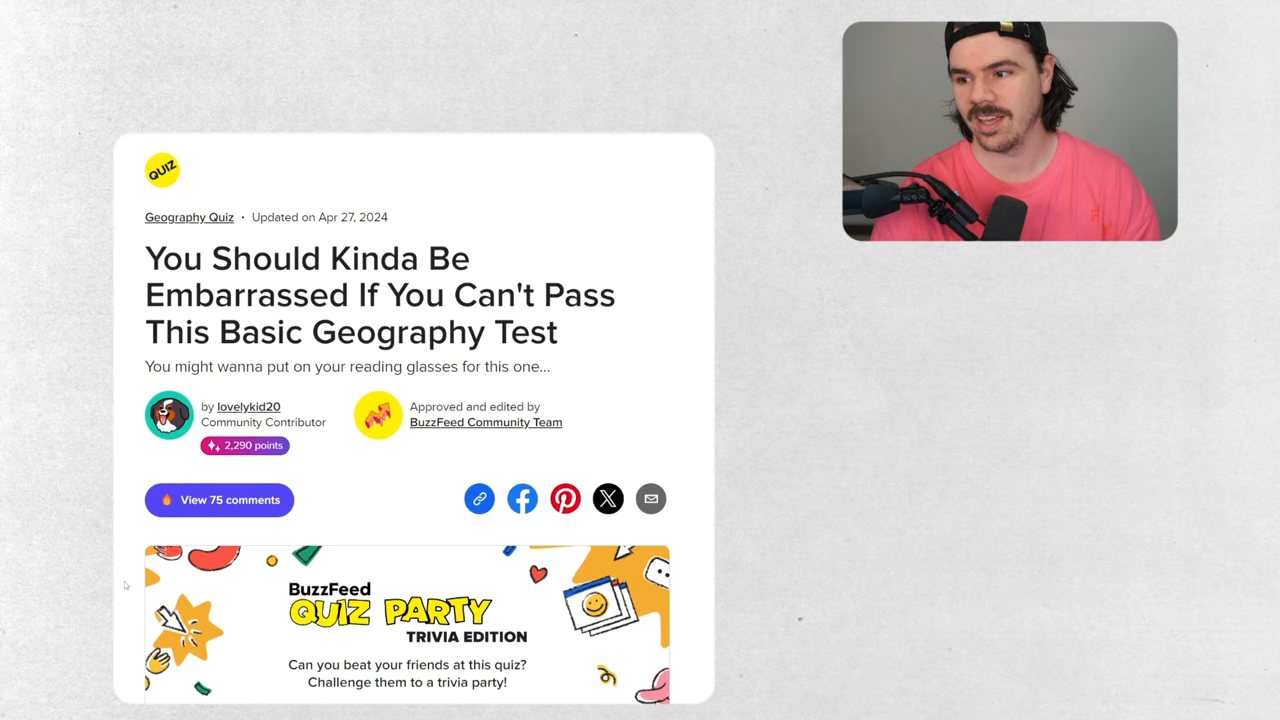 QUIZ
Geography Quiz · Updated on Apr 27, 2024
You Should Kinda Be
Embarrassed If You Can't Pass
This Basic Geography Test
You might wanna put on your reading glasses for this one...
by lovelykid20
Community Contributor
2,290 points
Approved and edited by
BuzzFeed Community Team
View 75 comments
BuzzFeed
QUIZ PARTY
TRIVIA EDITION
Can you beat your friends at this quiz?
Challenge them to a trivia party!